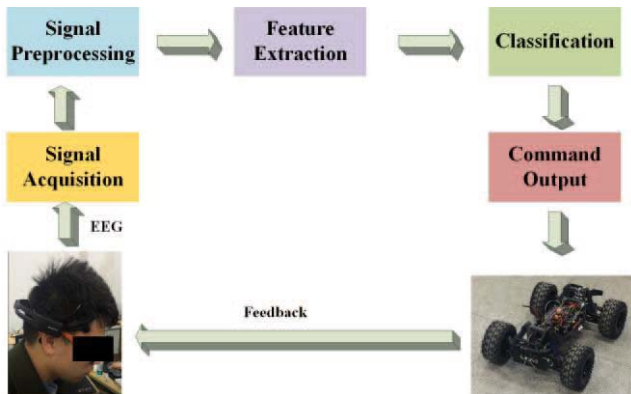 Signal
Preprocessing
Feature
Extraction
Classification
Signal
Acquisition
Command
Output
EEG
Feedback